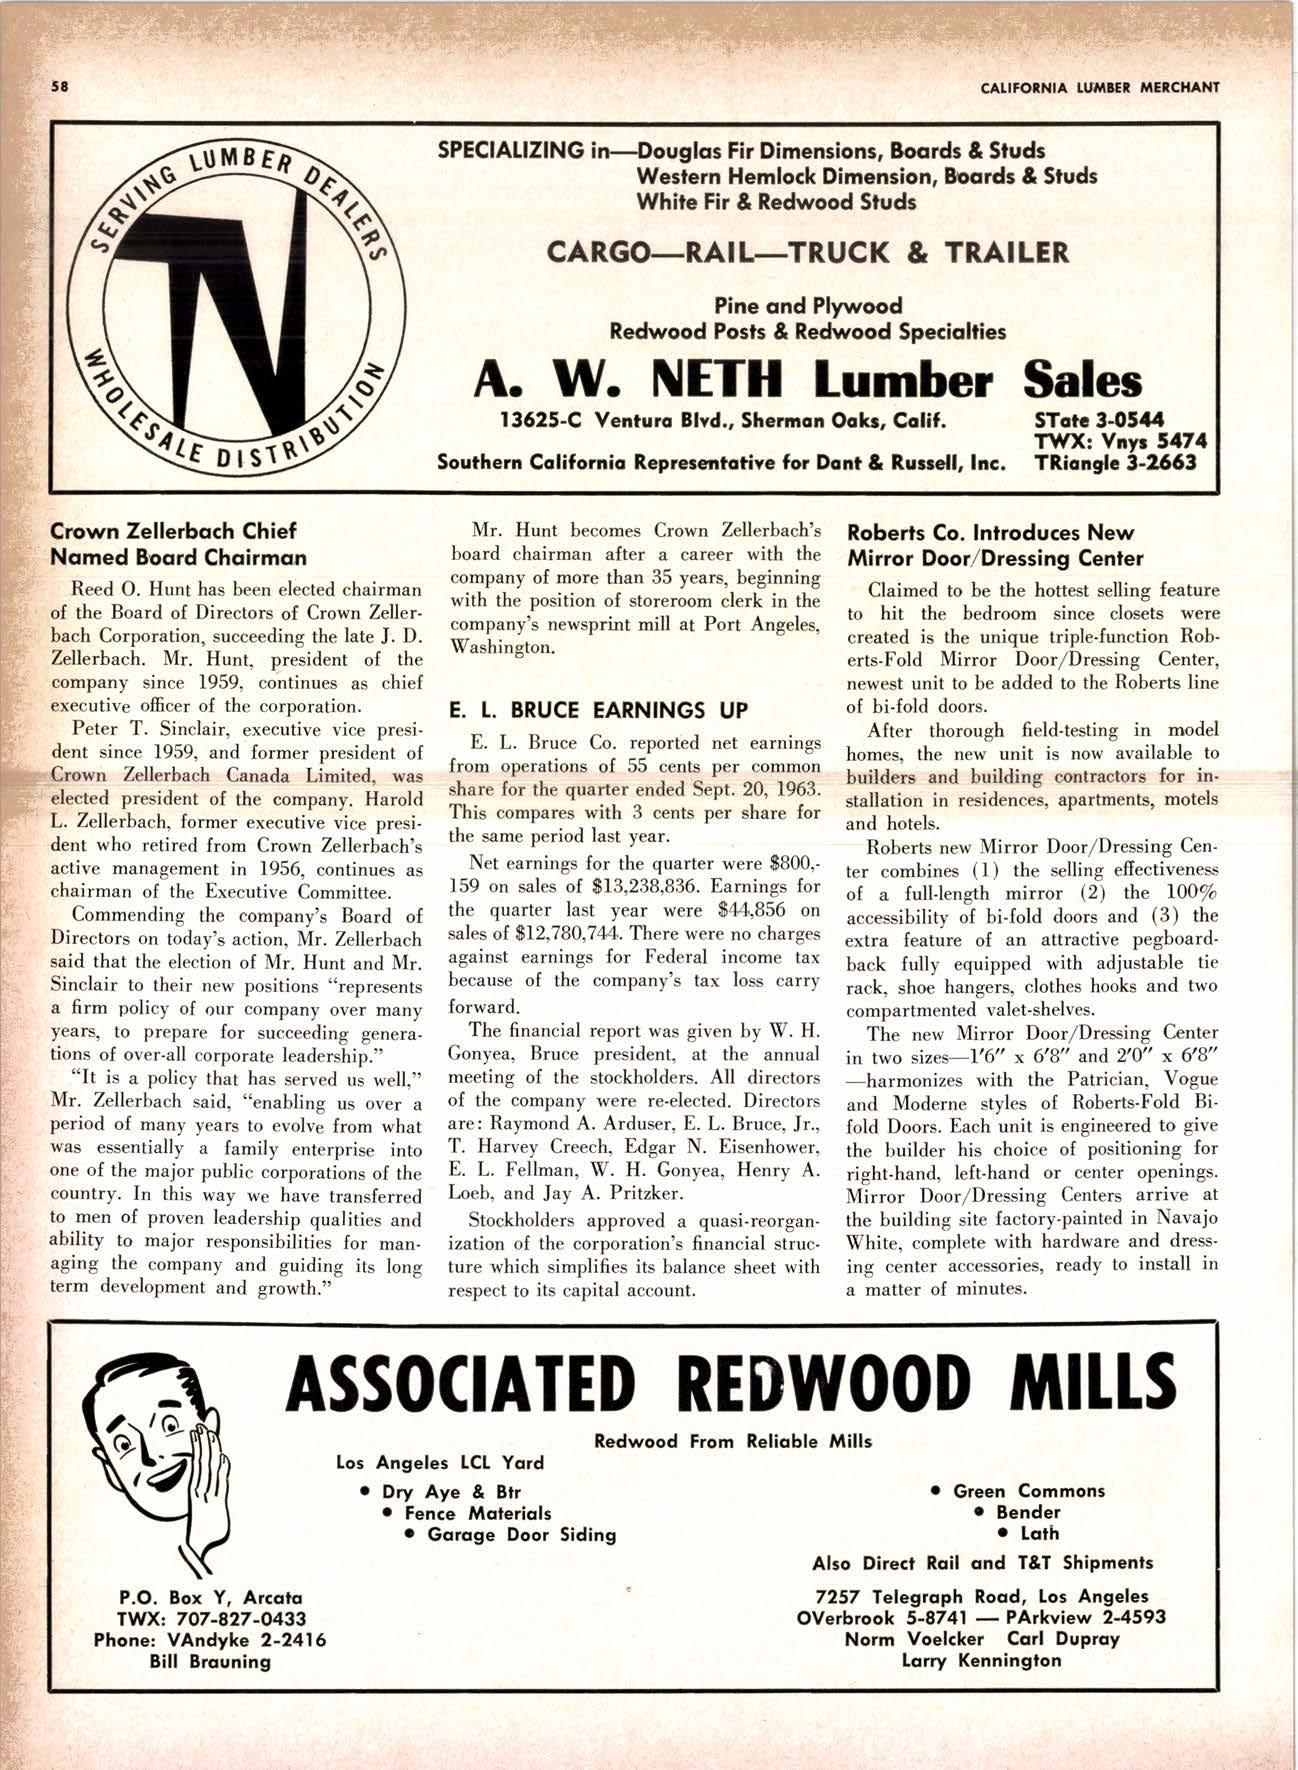 58
CALIFORNIA LUMBER MERCHANT
SERVING LUMBER DEALERS
WHOLESALE DISTRIBUTION
SPECIALIZING in—Douglas Fir Dimensions, Boards & Studs
Western Hemlock Dimension, Boards & Studs
White Fir & Redwood Studs
CARGO—RAIL—TRUCK & TRAILER
Pine and Plywood
Redwood Posts & Redwood Specialties
A. W. NETH Lumber Sales
13625-C Ventura Blvd., Sherman Oaks, Calif.
STate 3-0544
TWX: Vnys 5474
Southern California Representative for Dant & Russell, Inc.
TRiangle 3-2663
Crown Zellerbach Chief
Named Board Chairman
Reed O. Hunt has been elected chairman
of the Board of Directors of Crown Zeller-
bach Corporation, succeeding the late J. D.
Zellerbach. Mr. Hunt, president of the
company since 1959, continues as chief
executive officer of the corporation.
Peter T. Sinclair, executive vice presi-
dent since 1959, and former president of
Crown Zellerbach Canada Limited, was
elected president of the company. Harold
L. Zellerbach, former executive vice presi-
dent who retired from Crown Zellerbach's
active management in 1956, continues as
chairman of the Executive Committee.
Commending the company's Board of
Directors on today's action, Mr. Zellerbach
said that the election of Mr. Hunt and Mr.
Sinclair to their new positions "represents
a firm policy of our company over many
years, to prepare for succeeding genera-
tions of over-all corporate leadership."
"It is a policy that has served us well,"
Mr. Zellerbach said, "enabling us over a
period of many years to evolve from what
was essentially a family enterprise into
one of the major public corporations of the
country. In this way we have transferred
to men of proven leadership qualities and
ability to major responsibilities for man-
aging the company and guiding its long
term development and growth."
Mr. Hunt becomes Crown Zellerbach's
board chairman after a career with the
company of more than 35 years, beginning
with the position of storeroom clerk in the
company's newsprint mill at Port Angeles,
Washington.
E. L. BRUCE EARNINGS UP
E. L. Bruce Co. reported net earnings
from operations of 55 cents per common
share for the quarter ended Sept. 20, 1963.
This compares with 3 cents per share for
the same period last year.
Net earnings for the quarter were $800,-
159 on sales of $13,238,836. Earnings for
the quarter last year were $44,856 on
sales of $12,780,744. There were no charges
against earnings for Federal income tax
because of the company's tax loss carry
forward.
The financial report was given by W. H.
Gonyea, Bruce president, at the annual
meeting of the stockholders. All directors
of the company were re-elected. Directors
are: Raymond A. Arduser, E. L. Bruce, Jr.,
T. Harvey Creech, Edgar N. Eisenhower,
E. L. Fellman, W. H. Gonyea, Henry A.
Loeb, and Jay A. Pritzker.
Stockholders approved a quasi-reorgan-
ization of the corporation's financial struc-
ture which simplifies its balance sheet with
respect to its capital account.
Roberts Co. Introduces New
Mirror Door/Dressing Center
Claimed to be the hottest selling feature
to hit the bedroom since closets were
created is the unique triple-function Rob-
erts-Fold Mirror Door/Dressing Center,
newest unit to be added to the Roberts line
of bi-fold doors.
After thorough field-testing in model
homes, the new unit is now available to
builders and building contractors for in-
stallation in residences, apartments, motels
and hotels.
Roberts new Mirror Door/Dressing Cen-
ter combines (1) the selling effectiveness
of a full-length mirror (2) the 100%
accessibility of bi-fold doors and (3) the
extra feature of an attractive pegboard-
back fully equipped with adjustable tie
rack, shoe hangers, clothes hooks and two
compartmented valet-shelves.
The new Mirror Door/Dressing Center
in two sizes—1'6" x 6'8" and 2'0" x 6'8"
—harmonizes with the Patrician, Vogue
and Moderne styles of Roberts-Fold Bi-
fold Doors. Each unit is engineered to give
the builder his choice of positioning for
right-hand, left-hand or center openings.
Mirror Door/Dressing Centers arrive at
the building site factory-painted in Navajo
White, complete with hardware and dress-
ing center accessories, ready to install in
a matter of minutes.
ASSOCIATED REDWOOD MILLS
Redwood From Reliable Mills
Los Angeles LCL Yard
• Dry Aye & Btr
• Fence Materials
• Garage Door Siding
• Green Commons
• Bender
• Lath
Also Direct Rail and T&T Shipments
P.O. Box Y, Arcata
TWX: 707-827-0433
Phone: VAndyke 2-2416
Bill Brauning
7257 Telegraph Road, Los Angeles
OVerbrook 5-8741 — PArkview 2-4593
Norm Voelcker Carl Dupray
Larry Kennington